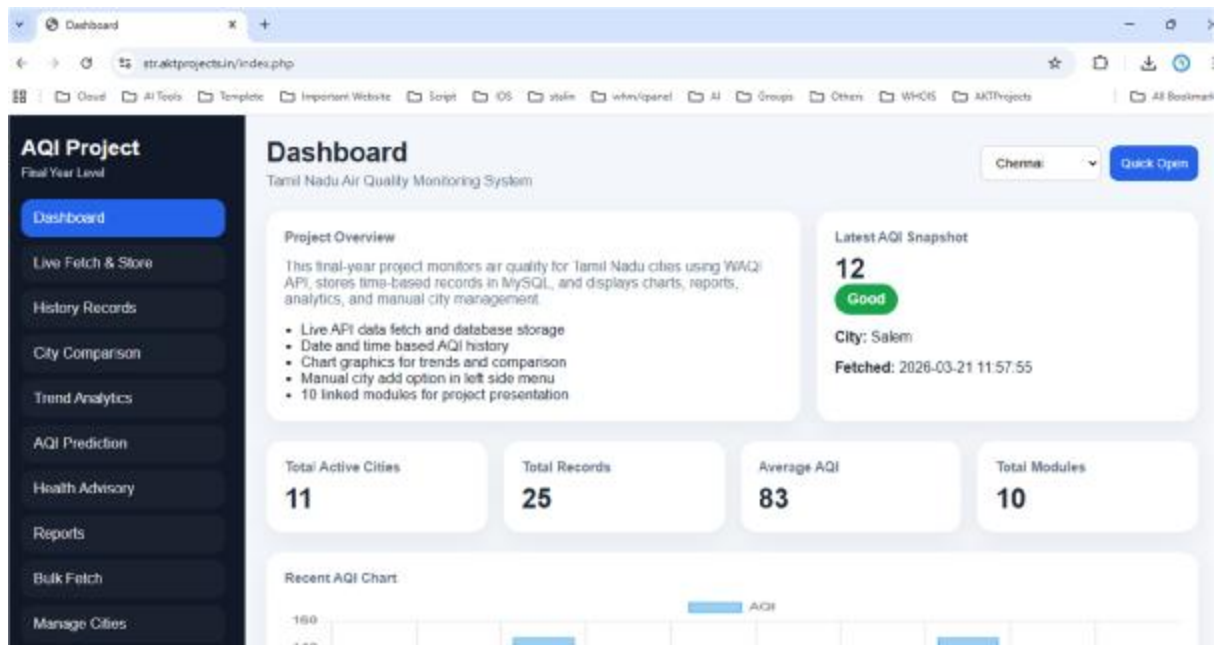 Dashboard
str.aktprojects.in/index.php
Cloud AI Tools Templete Important Website Script OS stalin whm/cpanel AI Groups Others WHOIS AKTProjects All Bookmark
AQI Project
Final Year Level
Dashboard
Live Fetch & Store
History Records
City Comparison
Trend Analytics
AQI Prediction
Health Advisory
Reports
Bulk Fetch
Manage Cities
Dashboard
Tamil Nadu Air Quality Monitoring System
Chennai
Quick Open
Project Overview
This final-year project monitors air quality for Tamil Nadu cities using WAQI
API, stores time-based records in MySQL, and displays charts, reports,
analytics, and manual city management.
• Live API data fetch and database storage
• Date and time based AQI history
• Chart graphics for trends and comparison
• Manual city add option in left side menu
• 10 linked modules for project presentation
Latest AQI Snapshot
12
Good
City: Salem
Fetched: 2026-03-21 11:57:55
Total Active Cities
11
Total Records
25
Average AQI
83
Total Modules
10
Recent AQI Chart
AQI
160